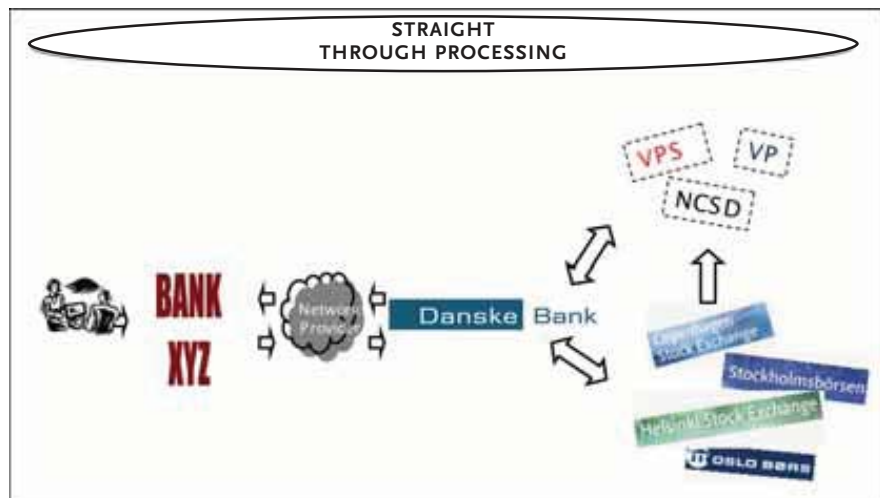 STRAIGHT
THROUGH PROCESSING
VPS
VP
NCSD
BANK
XYZ
Network
Provider
Danske Bank
Copenhagen
Stock Exchange
Stockholmsbörsen
Helsinki Stock Exchange
OSLO BØRS